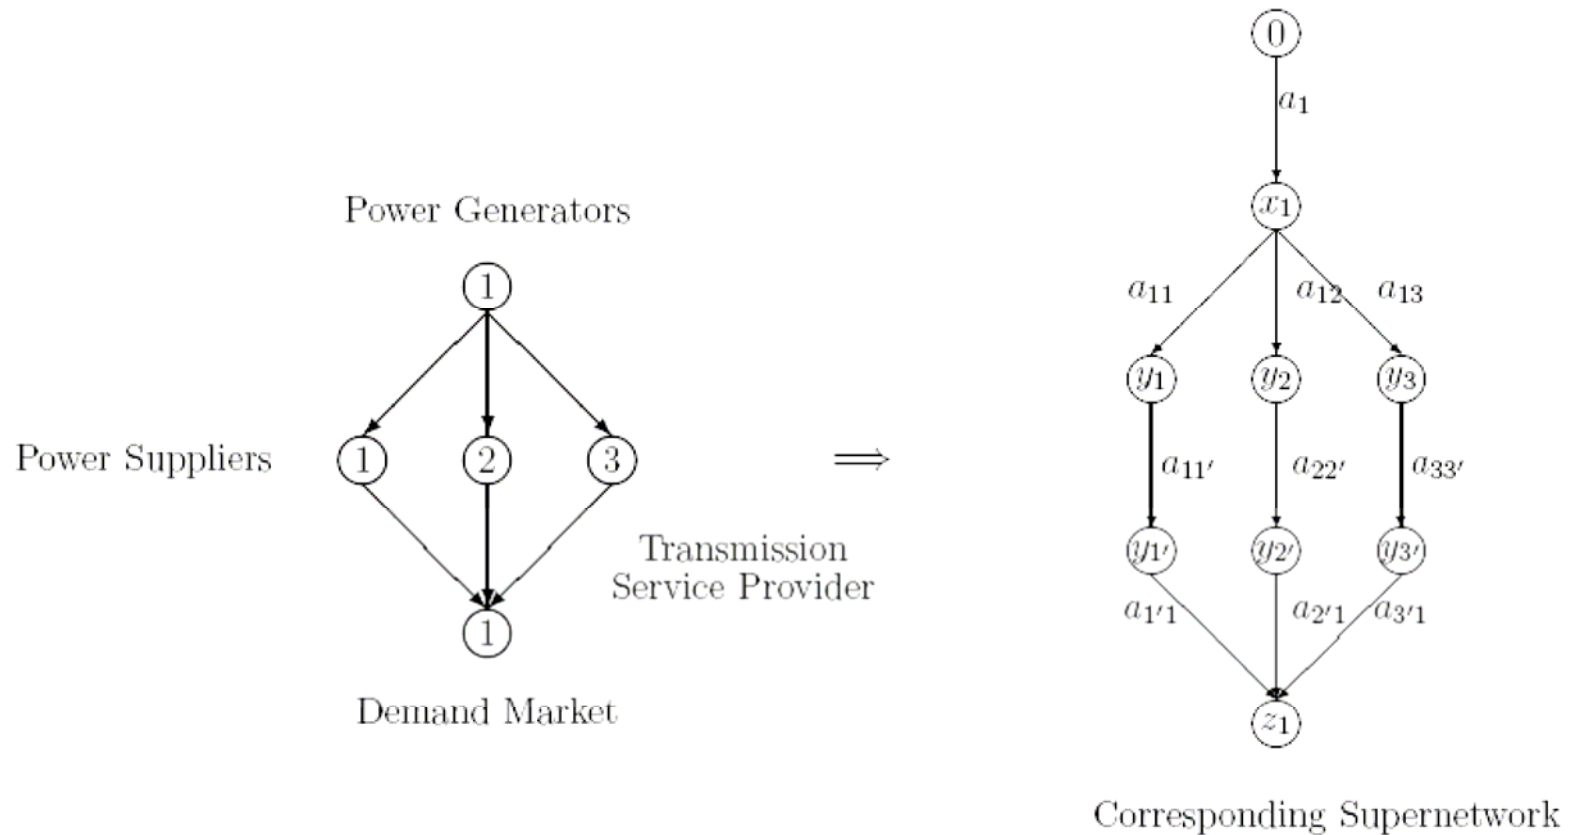 Power Generators
1
Power Suppliers
1 2 3
Transmission
Service Provider
1
Demand Market
⟹
0
a₁
x₁
a₁₁ a₁₂ a₁₃
y₁ y₂ y₃
a₁₁′ a₂₂′ a₃₃′
y₁′ y₂′ y₃′
a₁′₁ a₂′₁ a₃′₁
z₁
Corresponding Supernetwork